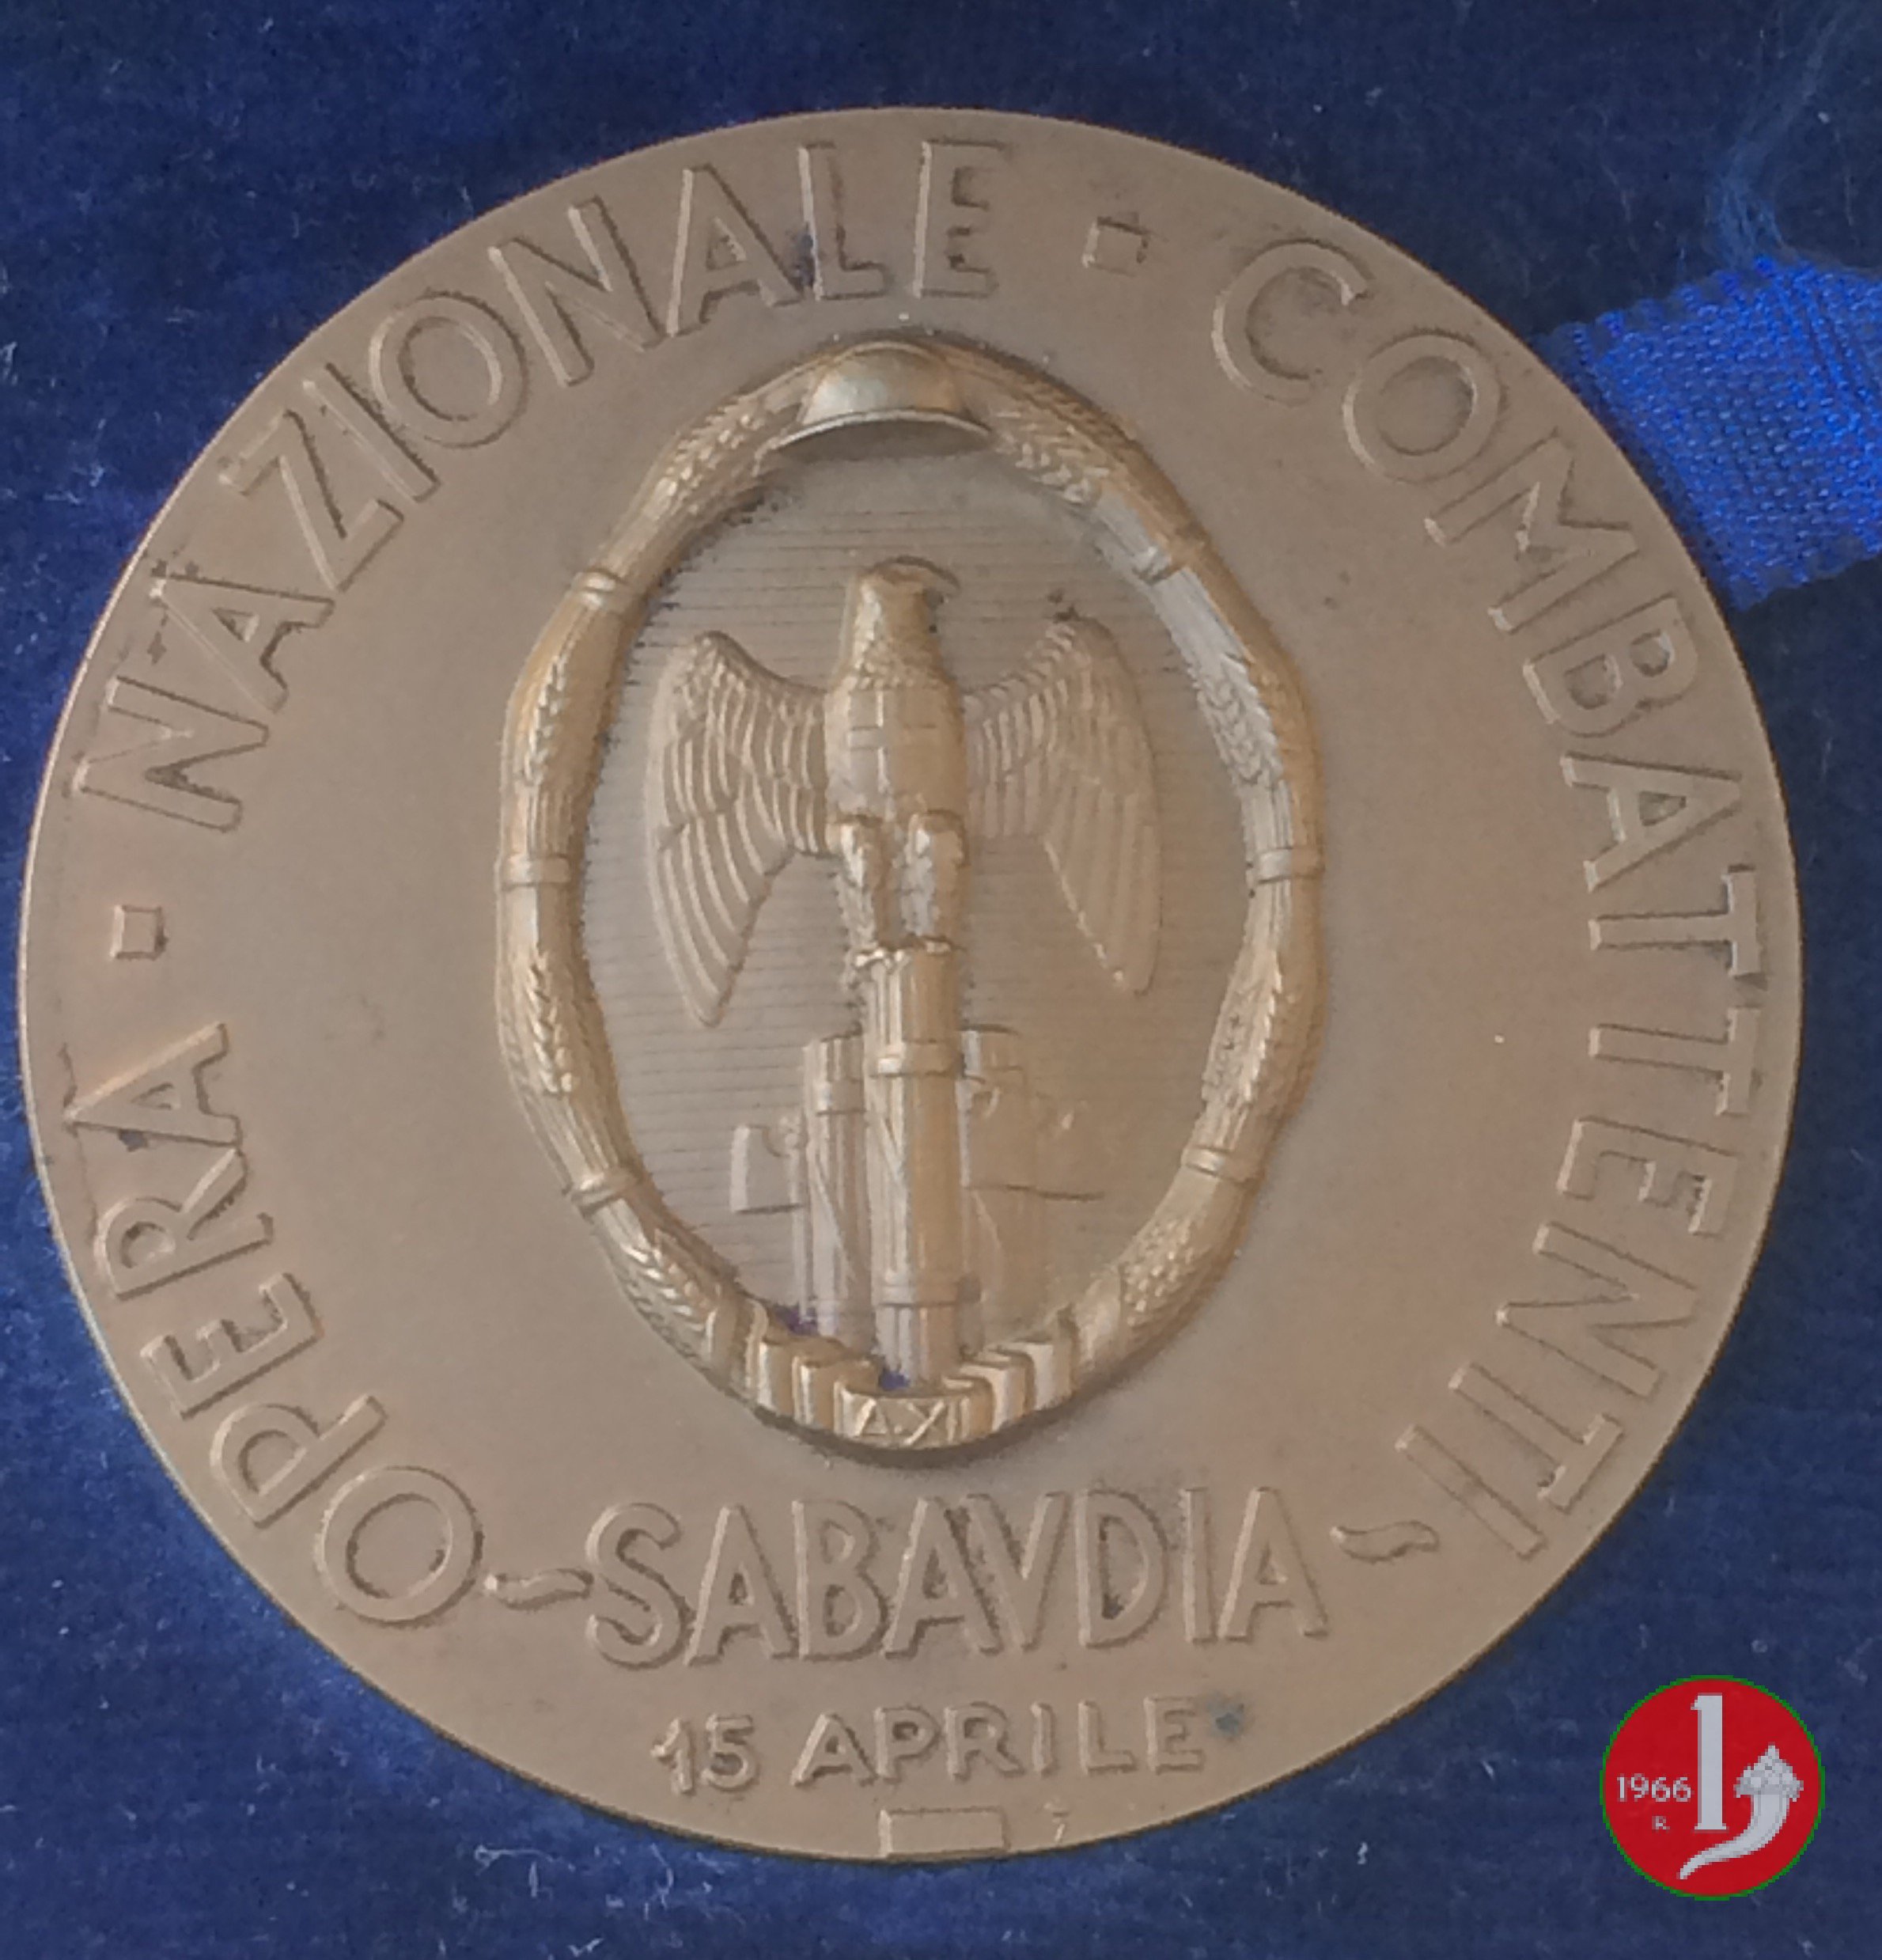 OPERA · NAZIONALE · COMBATTENTI
A·XI
SABAVDIA
15 APRILE
1966
R